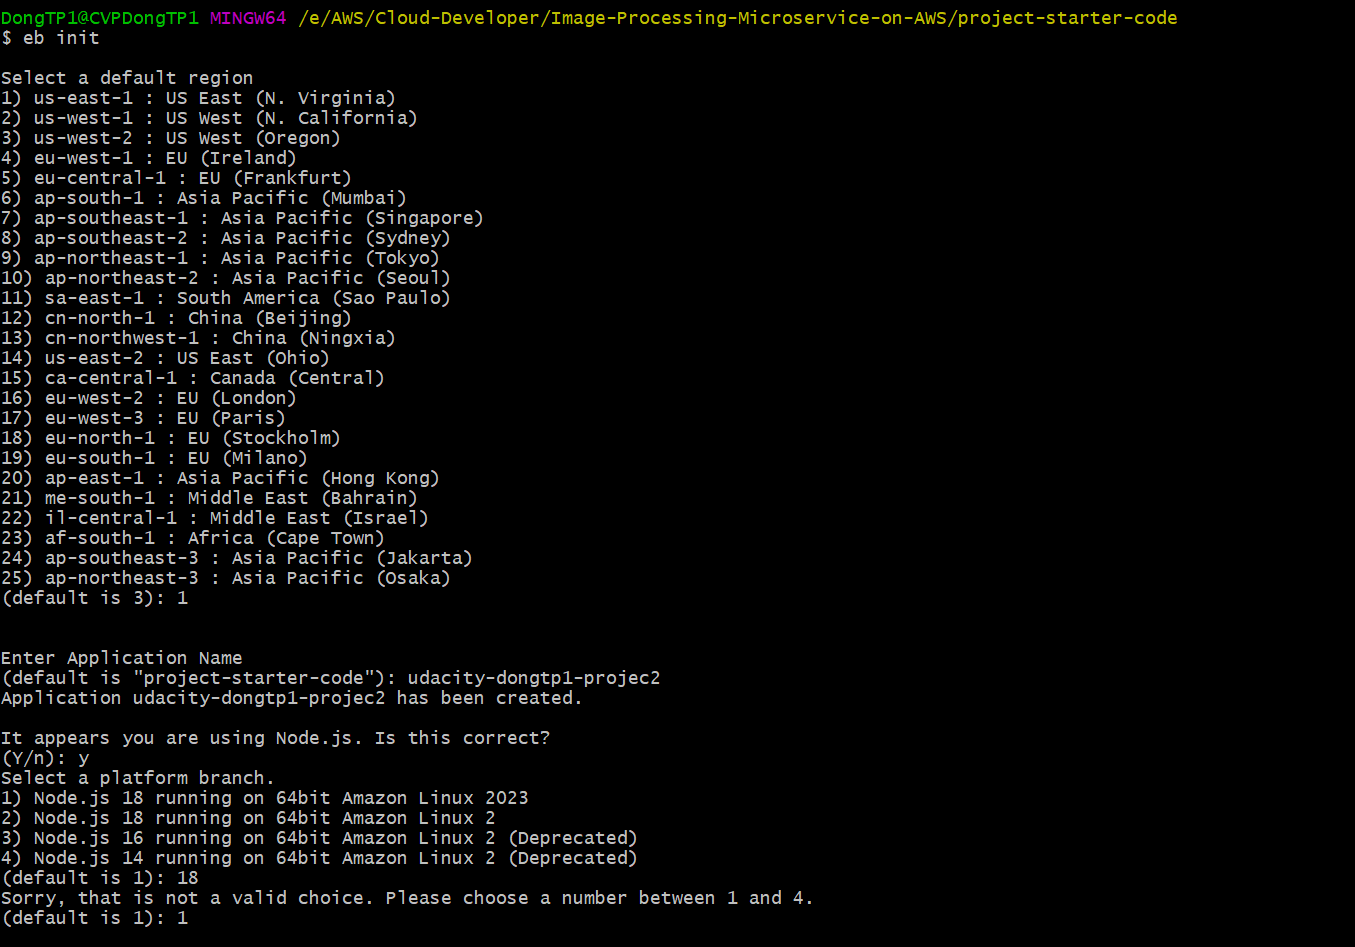 DongTP1@CVPDongTP1 MINGW64 /e/AWS/Cloud-Developer/Image-Processing-Microservice-on-AWS/project-starter-code
$ eb init
Select a default region
1) us-east-1 : US East (N. Virginia)
2) us-west-1 : US West (N. California)
3) us-west-2 : US West (Oregon)
4) eu-west-1 : EU (Ireland)
5) eu-central-1 : EU (Frankfurt)
6) ap-south-1 : Asia Pacific (Mumbai)
7) ap-southeast-1 : Asia Pacific (Singapore)
8) ap-southeast-2 : Asia Pacific (Sydney)
9) ap-northeast-1 : Asia Pacific (Tokyo)
10) ap-northeast-2 : Asia Pacific (Seoul)
11) sa-east-1 : South America (Sao Paulo)
12) cn-north-1 : China (Beijing)
13) cn-northwest-1 : China (Ningxia)
14) us-east-2 : US East (Ohio)
15) ca-central-1 : Canada (Central)
16) eu-west-2 : EU (London)
17) eu-west-3 : EU (Paris)
18) eu-north-1 : EU (Stockholm)
19) eu-south-1 : EU (Milano)
20) ap-east-1 : Asia Pacific (Hong Kong)
21) me-south-1 : Middle East (Bahrain)
22) il-central-1 : Middle East (Israel)
23) af-south-1 : Africa (Cape Town)
24) ap-southeast-3 : Asia Pacific (Jakarta)
25) ap-northeast-3 : Asia Pacific (Osaka)
(default is 3): 1
Enter Application Name
(default is "project-starter-code"): udacity-dongtp1-projec2
Application udacity-dongtp1-projec2 has been created.
It appears you are using Node.js. Is this correct?
(Y/n): y
Select a platform branch.
1) Node.js 18 running on 64bit Amazon Linux 2023
2) Node.js 18 running on 64bit Amazon Linux 2
3) Node.js 16 running on 64bit Amazon Linux 2 (Deprecated)
4) Node.js 14 running on 64bit Amazon Linux 2 (Deprecated)
(default is 1): 18
Sorry, that is not a valid choice. Please choose a number between 1 and 4.
(default is 1): 1